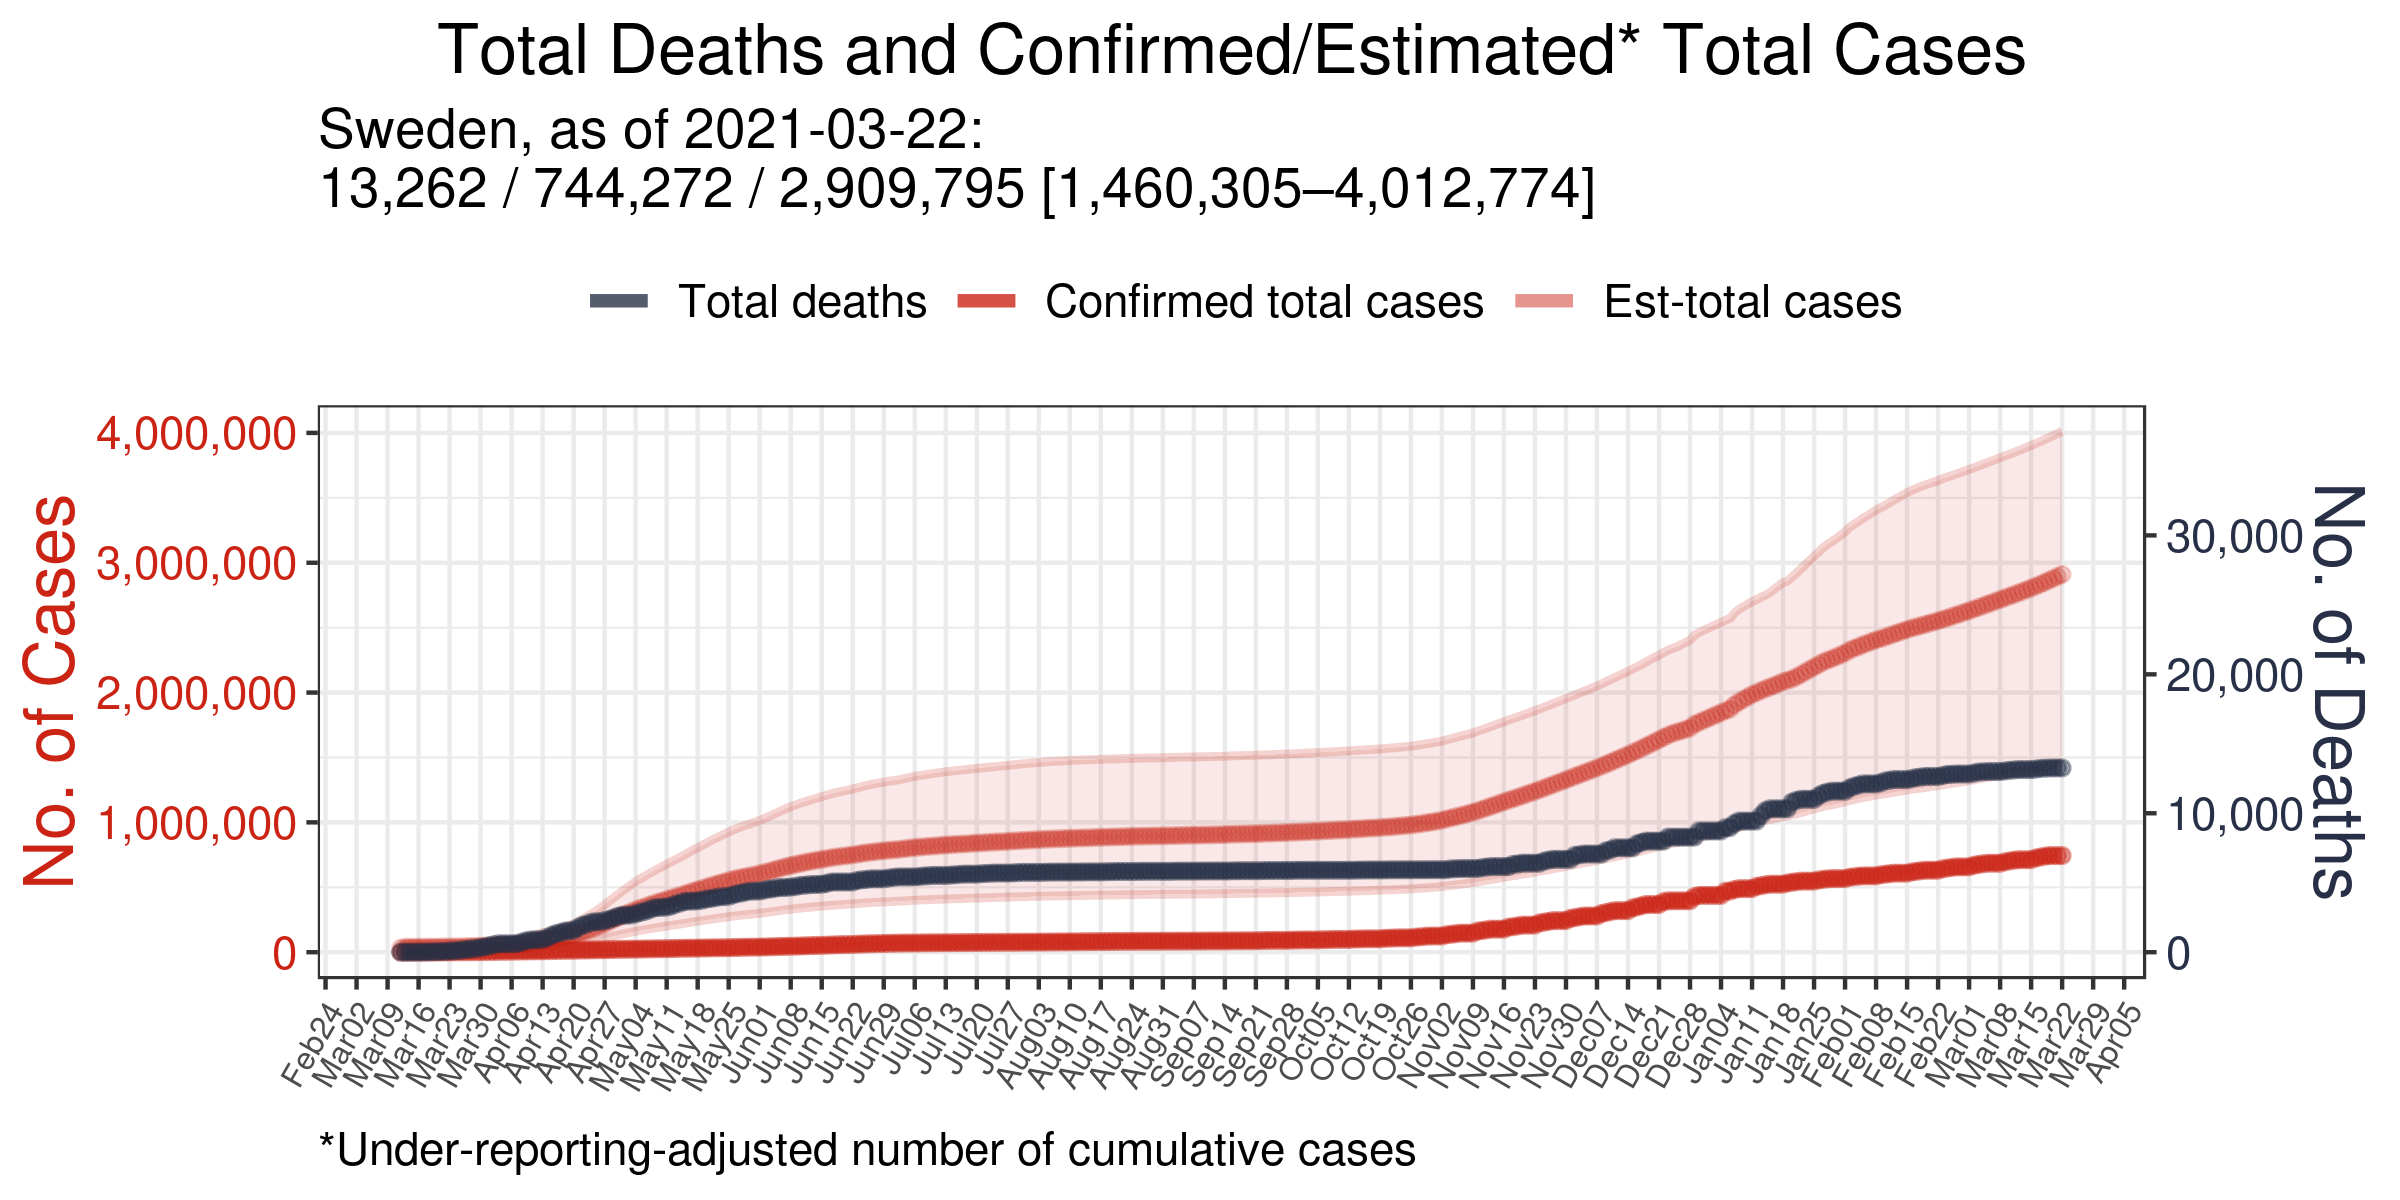 Total Deaths and Confirmed/Estimated* Total Cases
Sweden, as of 2021-03-22:
13,262 / 744,272 / 2,909,795 [1,460,305–4,012,774]
Total deaths
Confirmed total cases
Est-total cases
No. of Cases
4,000,000
3,000,000
2,000,000
1,000,000
0
30,000
20,000
10,000
0
No. of Deaths
Feb24
Mar02
Mar09
Mar16
Mar23
Mar30
Apr06
Apr13
Apr20
Apr27
May04
May11
May18
May25
Jun01
Jun08
Jun15
Jun22
Jun29
Jul06
Jul13
Jul20
Jul27
Aug03
Aug10
Aug17
Aug24
Aug31
Sep07
Sep14
Sep21
Sep28
Oct05
Oct12
Oct19
Oct26
Nov02
Nov09
Nov16
Nov23
Nov30
Dec07
Dec14
Dec21
Dec28
Jan04
Jan11
Jan18
Jan25
Feb01
Feb08
Feb15
Feb22
Mar01
Mar08
Mar15
Mar22
Mar29
Apr05
*Under-reporting-adjusted number of cumulative cases